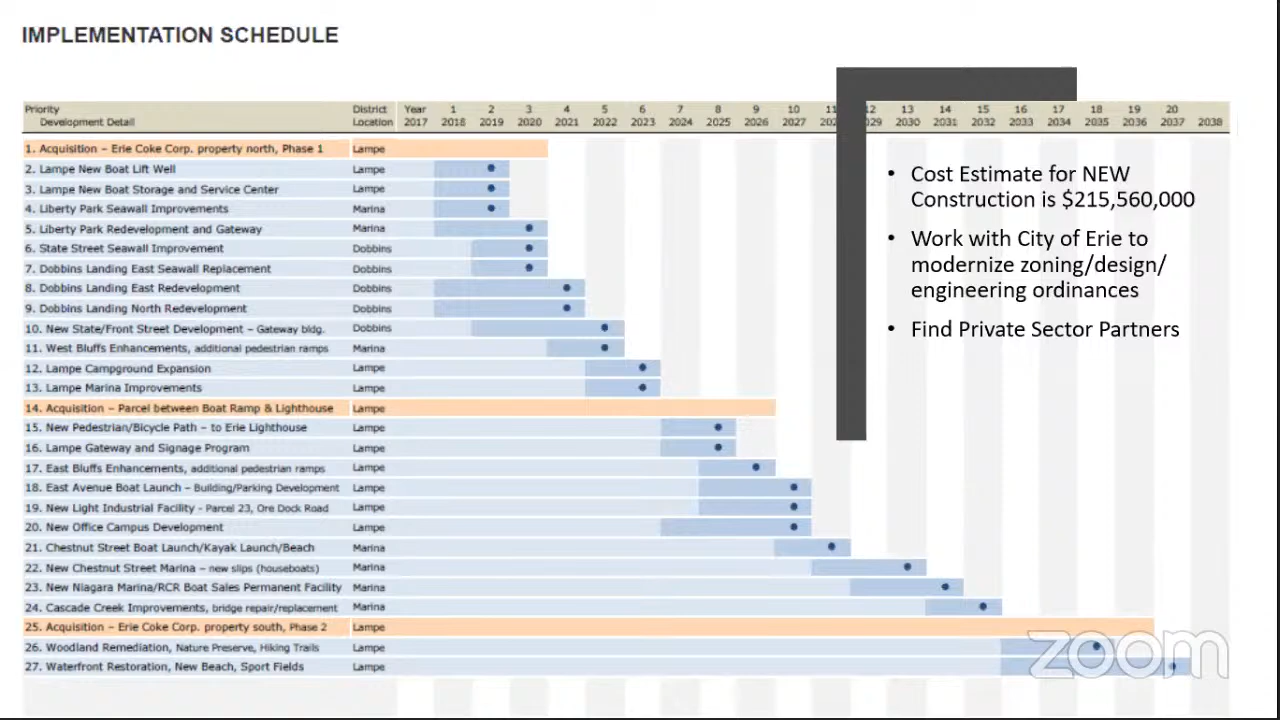 IMPLEMENTATION SCHEDULE
Priority District Year 1 2 3 4 5 6 7 8 9 10 13 14 15 16 17 18 19 20
Development Detail Location 2017 2018 2019 2020 2021 2022 2023 2024 2025 2026 2027 2030 2031 2032 2033 2034 2035 2036 2037 2038
1. Acquisition – Erie Coke Corp. property north, Phase 1 Lampe
2. Lampe New Boat Lift Well Lampe
3. Lampe New Boat Storage and Service Center Lampe
4. Liberty Park Seawall Improvements Marina
5. Liberty Park Redevelopment and Gateway Marina
6. State Street Seawall Improvement Dobbins
7. Dobbins Landing East Seawall Replacement Dobbins
8. Dobbins Landing East Redevelopment Dobbins
9. Dobbins Landing North Redevelopment Dobbins
10. New State/Front Street Development – Gateway bldg. Dobbins
11. West Bluffs Enhancements, additional pedestrian ramps Marina
12. Lampe Campground Expansion Lampe
13. Lampe Marina Improvements Lampe
14. Acquisition – Parcel between Boat Ramp & Lighthouse Lampe
15. New Pedestrian/Bicycle Path – to Erie Lighthouse Lampe
16. Lampe Gateway and Signage Program Lampe
17. East Bluffs Enhancements, additional pedestrian ramps Lampe
18. East Avenue Boat Launch – Building/Parking Development Lampe
19. New Light Industrial Facility - Parcel 23, Ore Dock Road Lampe
20. New Office Campus Development Lampe
21. Chestnut Street Boat Launch/Kayak Launch/Beach Marina
22. New Chestnut Street Marina – new slips (houseboats) Marina
23. New Niagara Marina/RCR Boat Sales Permanent Facility Marina
24. Cascade Creek Improvements, bridge repair/replacement Marina
25. Acquisition – Erie Coke Corp. property south, Phase 2 Lampe
26. Woodland Remediation, Nature Preserve, Hiking Trails Lampe
27. Waterfront Restoration, New Beach, Sport Fields Lampe
• Cost Estimate for NEW
Construction is $215,560,000
• Work with City of Erie to
modernize zoning/design/
engineering ordinances
• Find Private Sector Partners
zoom